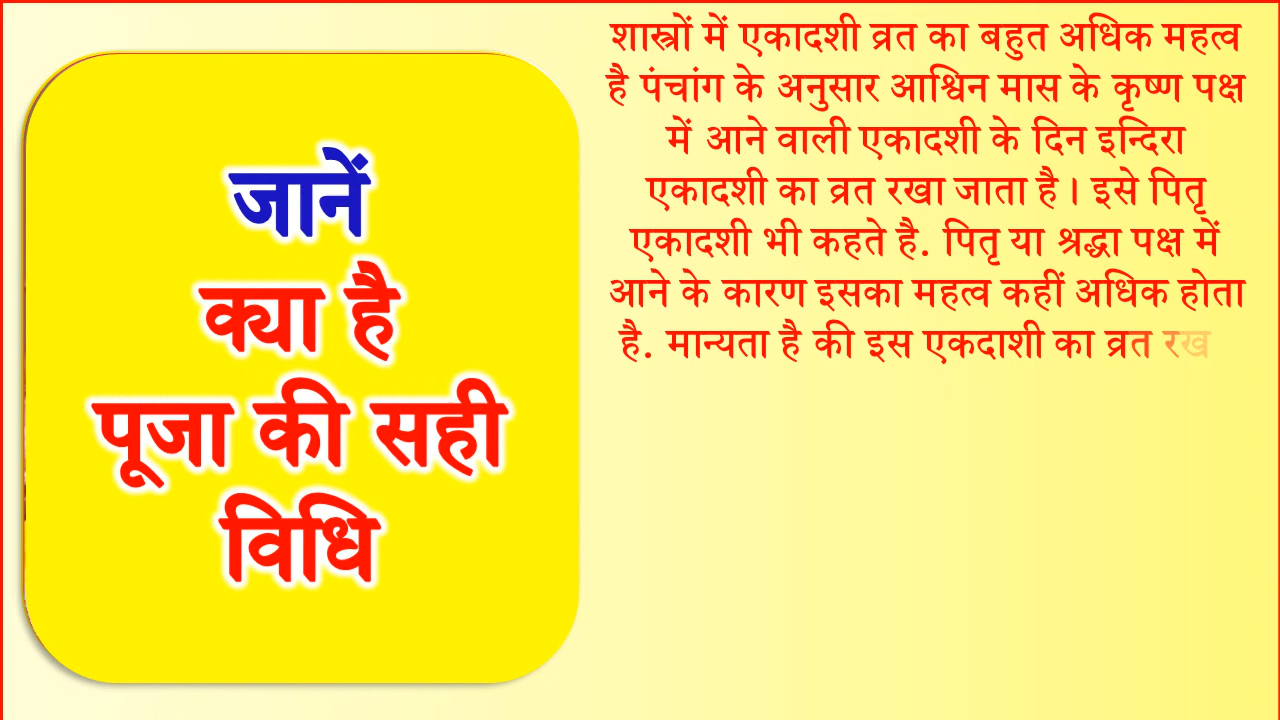 जानें
क्या है
पूजा की सही
विधि
शास्त्रों में एकादशी व्रत का बहुत अधिक महत्व
है पंचांग के अनुसार आश्विन मास के कृष्ण पक्ष
में आने वाली एकादशी के दिन इन्दिरा
एकादशी का व्रत रखा जाता है। इसे पितृ
एकादशी भी कहते है. पितृ या श्रद्धा पक्ष में
आने के कारण इसका महत्व कहीं अधिक होता
है. मान्यता है की इस एकदाशी का व्रत रख